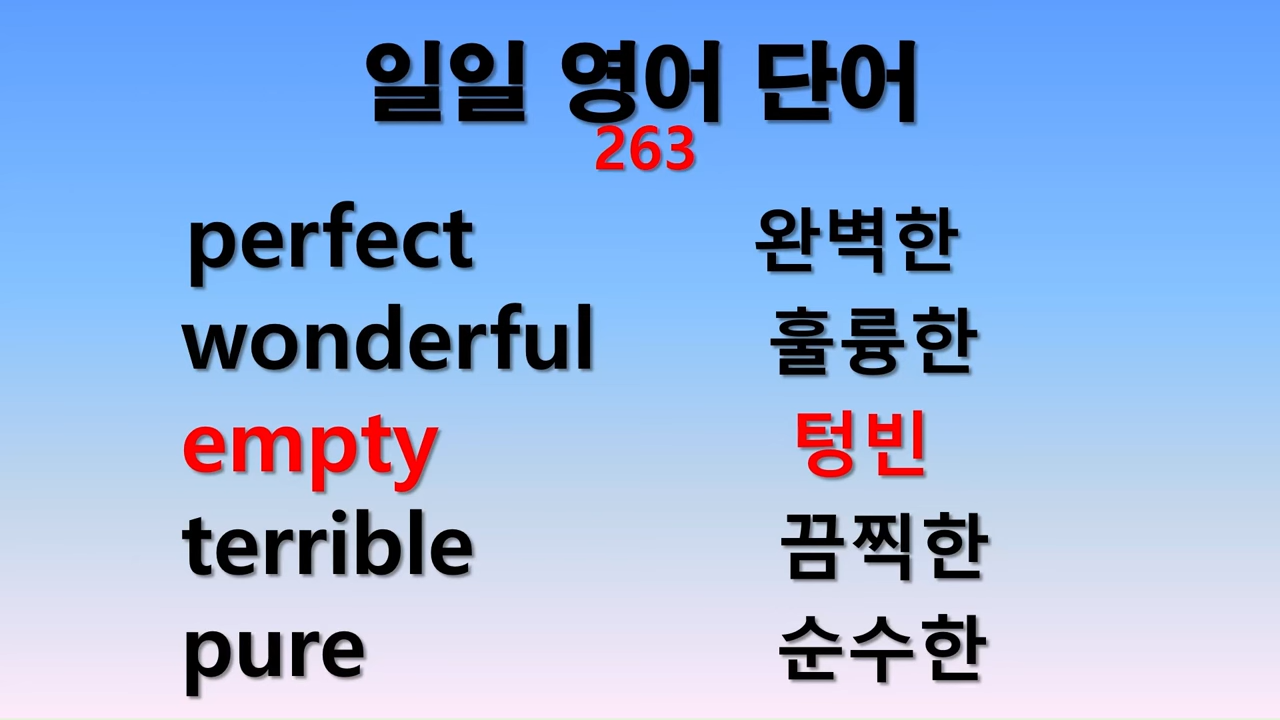 일일 영어 단어
263
perfect 완벽한
wonderful 훌륭한
empty 텅빈
terrible 끔찍한
pure 순수한